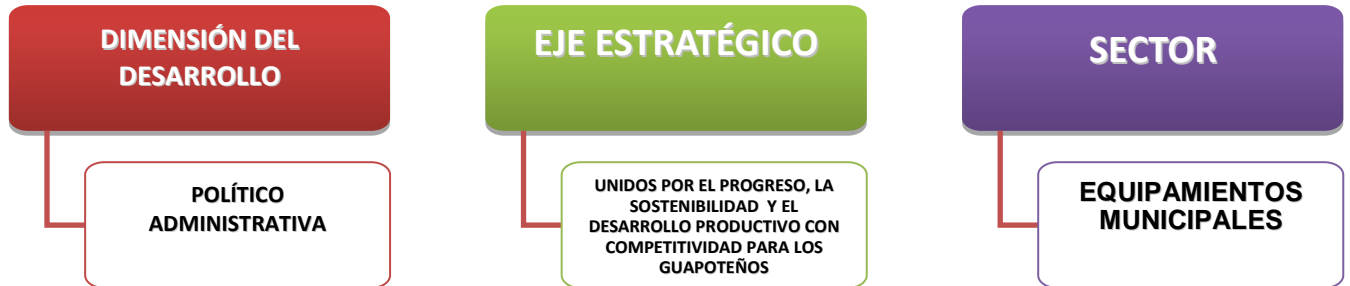 DIMENSIÓN DEL
DESARROLLO
POLÍTICO
ADMINISTRATIVA
EJE ESTRATÉGICO
UNIDOS POR EL PROGRESO, LA
SOSTENIBILIDAD Y EL
DESARROLLO PRODUCTIVO CON
COMPETITIVIDAD PARA LOS
GUAPOTEÑOS
SECTOR
EQUIPAMIENTOS
MUNICIPALES